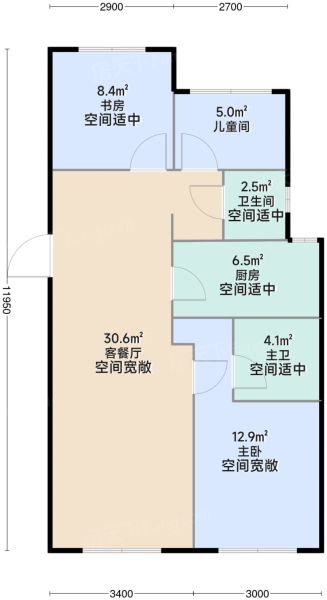 2900
2700
8.4㎡
书房
空间适中
5.0㎡
儿童间
2.5㎡
卫生间
空间适中
6.5㎡
厨房
空间适中
11950
30.6㎡
客餐厅
空间宽敞
4.1㎡
主卫
空间适中
12.9㎡
主卧
空间宽敞
3400
3000